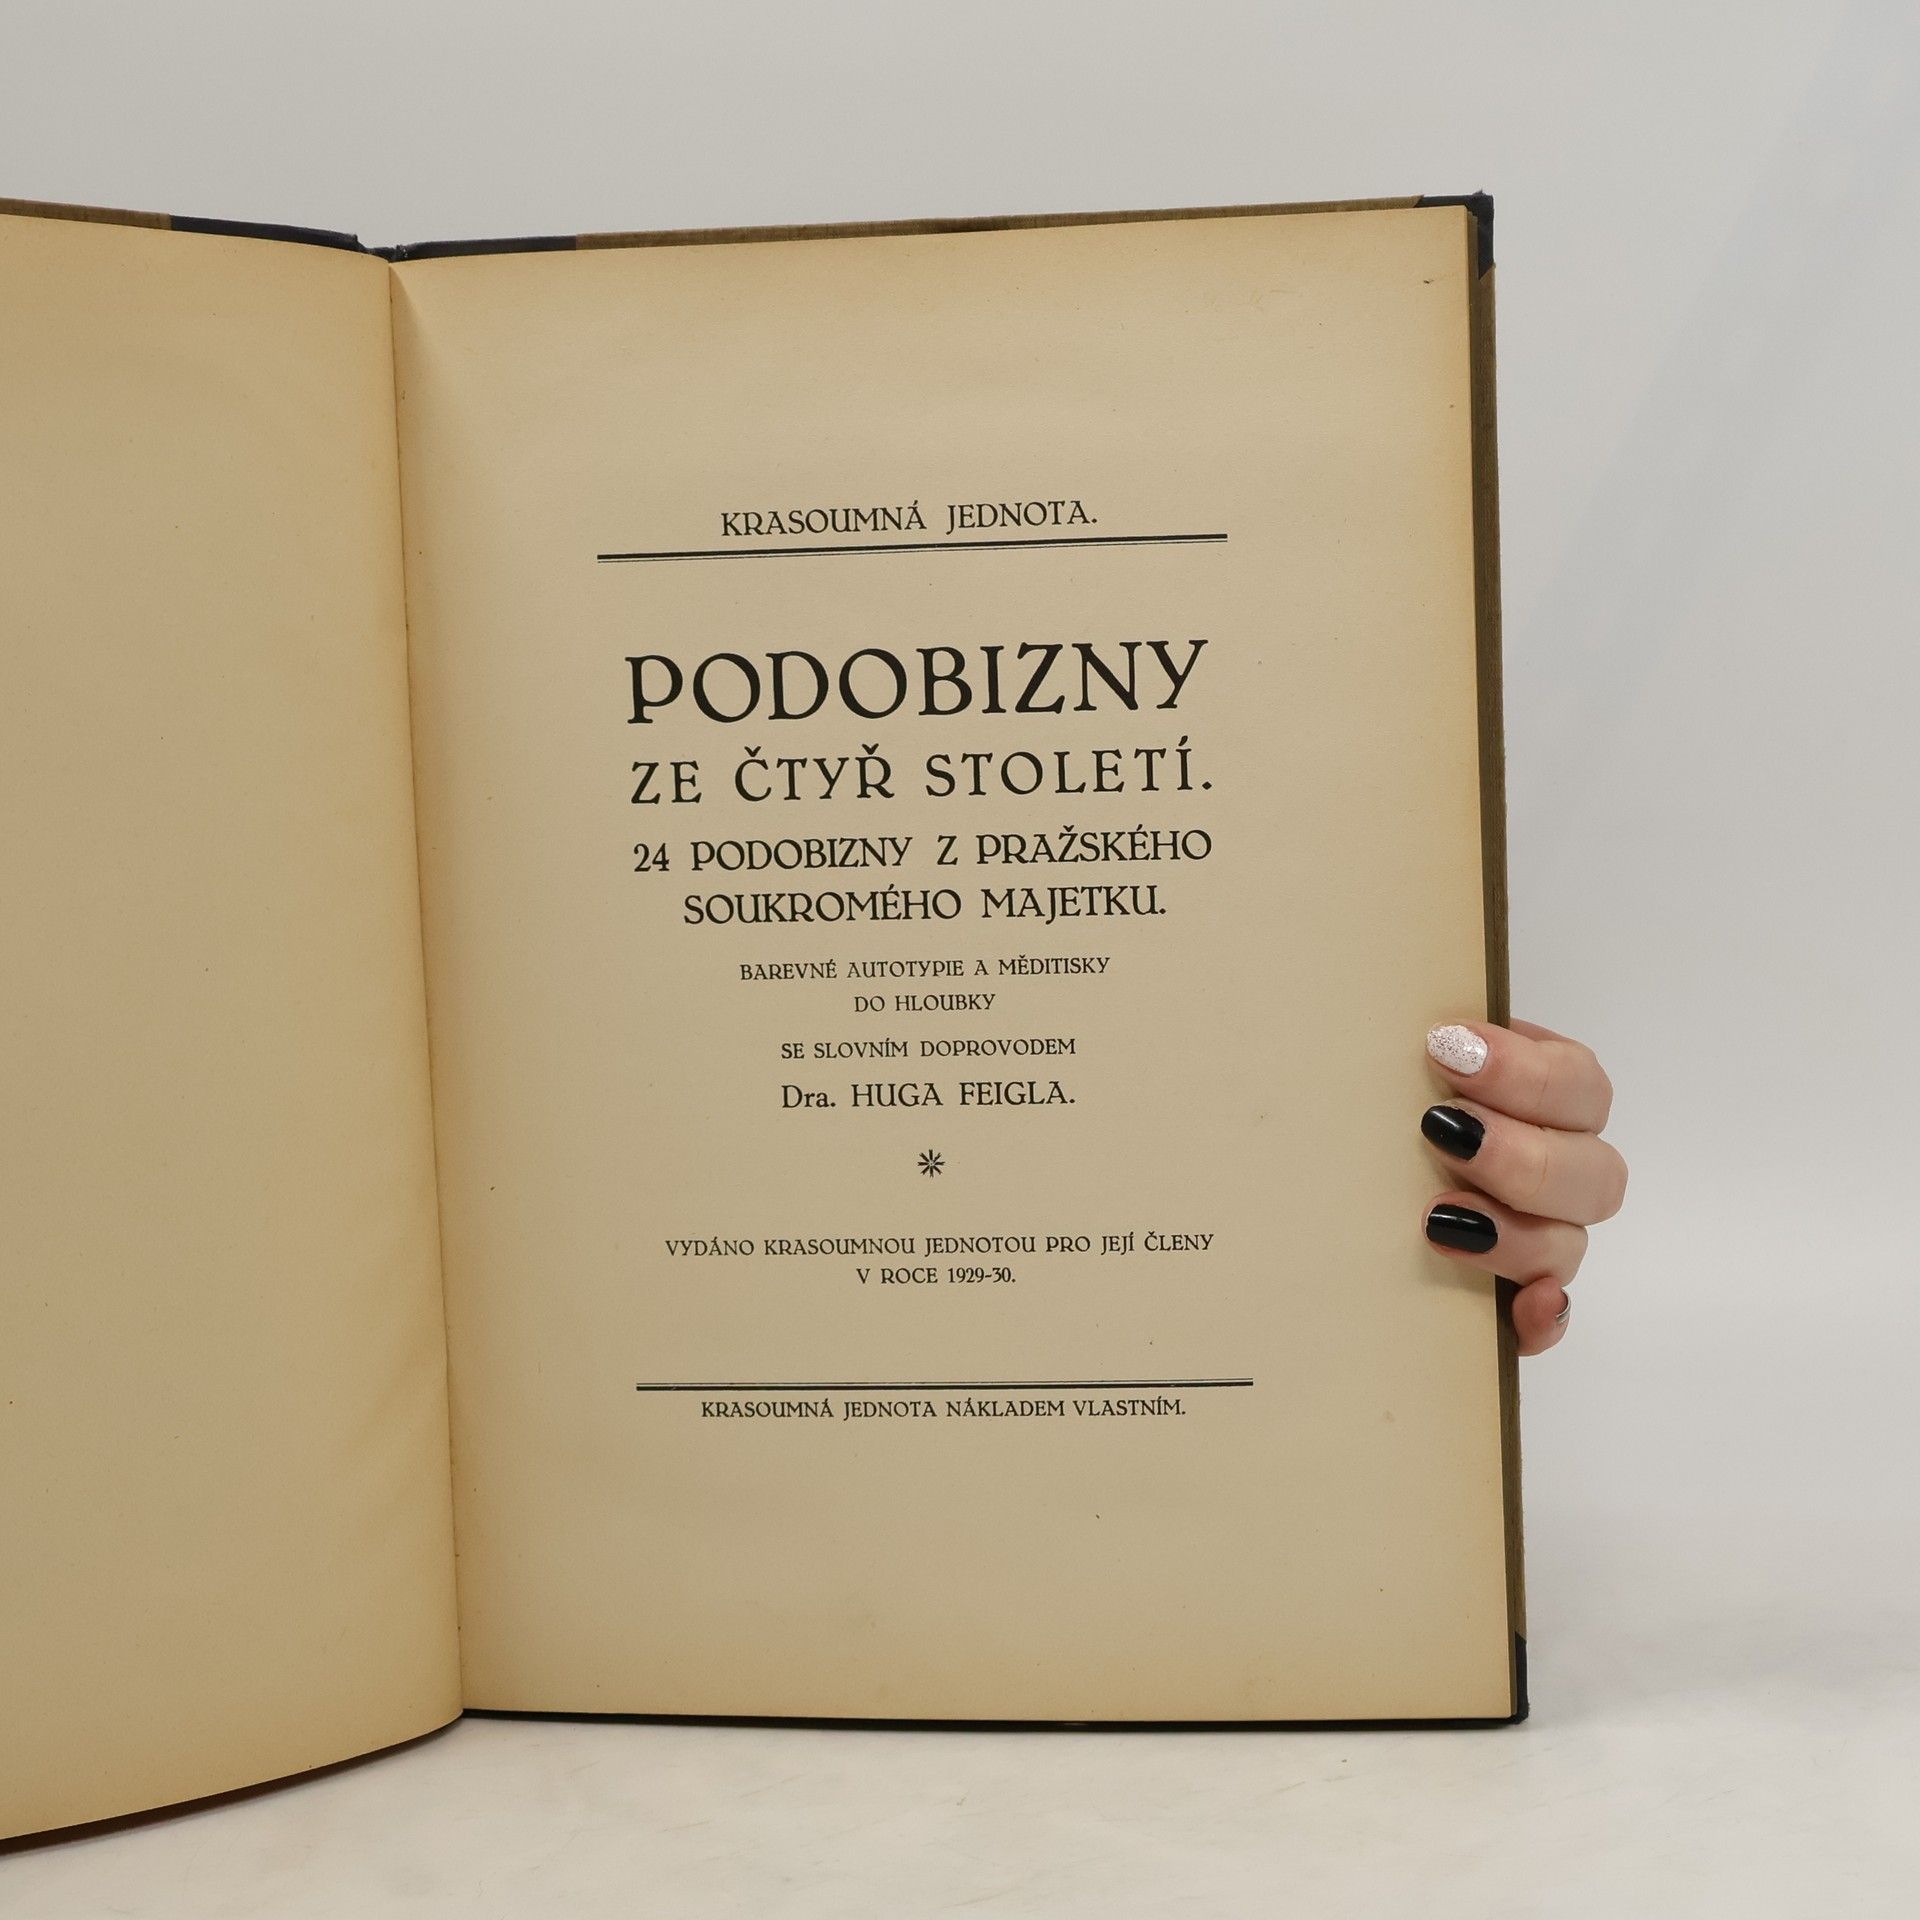 KRASOUMNÁ JEDNOTA.
PODOBIZNY
ZE ČTYŘ STOLETÍ.
24 PODOBIZNY Z PRAŽSKÉHO
SOUKROMÉHO MAJETKU.
BAREVNÉ AUTOTYPIE A MĚDITISKY
DO HLOUBKY
SE SLOVNÍM DOPROVODEM
Dra. HUGA FEIGLA.
VYDÁNO KRASOUMNOU JEDNOTOU PRO JEJÍ ČLENY
V ROCE 1929-30.
KRASOUMNÁ JEDNOTA NÁKLADEM VLASTNÍM.